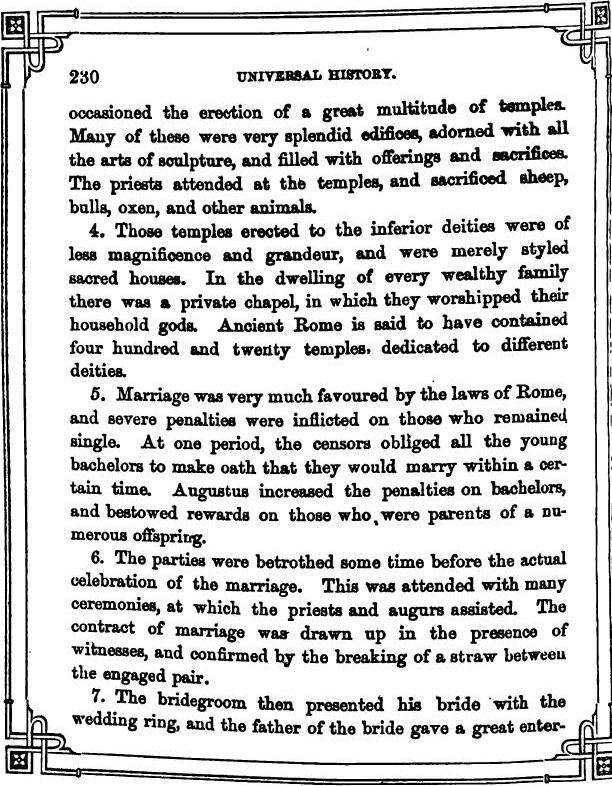 230 UNIVERSAL HISTORY.
occasioned the erection of a great multitude of temples.
Many of these were very splendid edifices, adorned with all
the arts of sculpture, and filled with offerings and sacrifices.
The priests attended at the temples, and sacrificed sheep,
bulls, oxen, and other animals.
4. Those temples erected to the inferior deities were of
less magnificence and grandeur, and were merely styled
sacred houses. In the dwelling of every wealthy family
there was a private chapel, in which they worshipped their
household gods. Ancient Rome is said to have contained
four hundred and twenty temples, dedicated to different
deities.
5. Marriage was very much favoured by the laws of Rome,
and severe penalties were inflicted on those who remained
single. At one period, the censors obliged all the young
bachelors to make oath that they would marry within a cer-
tain time. Augustus increased the penalties on bachelors,
and bestowed rewards on those who were parents of a nu-
merous offspring.
6. The parties were betrothed some time before the actual
celebration of the marriage. This was attended with many
ceremonies, at which the priests and augurs assisted. The
contract of marriage was drawn up in the presence of
witnesses, and confirmed by the breaking of a straw between
the engaged pair.
7. The bridegroom then presented his bride with the
wedding ring, and the father of the bride gave a great enter-